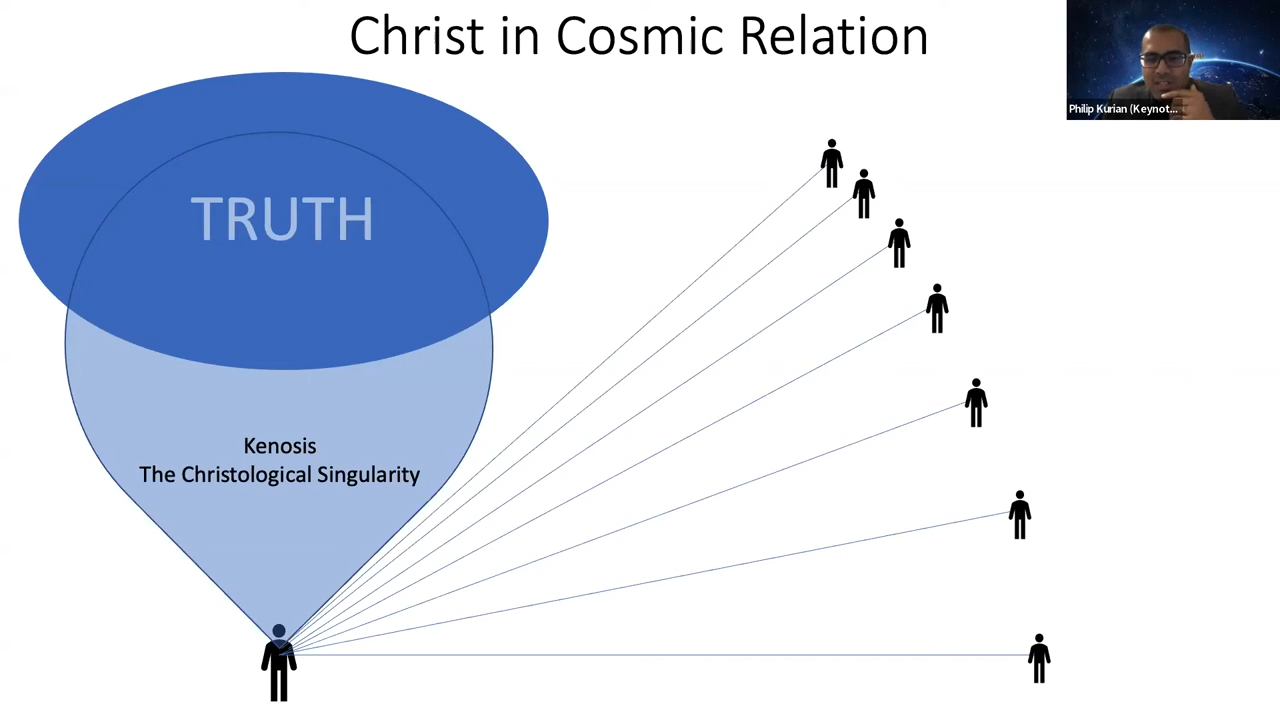 Christ in Cosmic Relation
Philip Kurian (Keynot...
TRUTH
Kenosis
The Christological Singularity